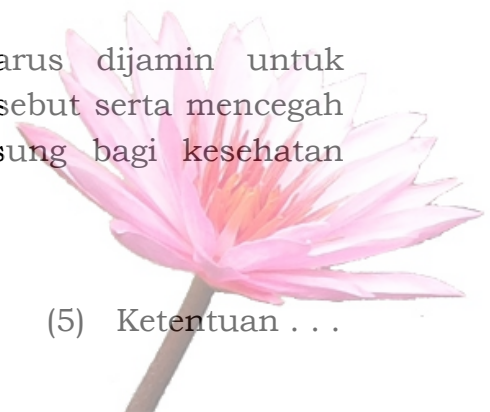 arus dijamin untuk
sebut serta mencegah
sung bagi kesehatan
(5) Ketentuan . . .